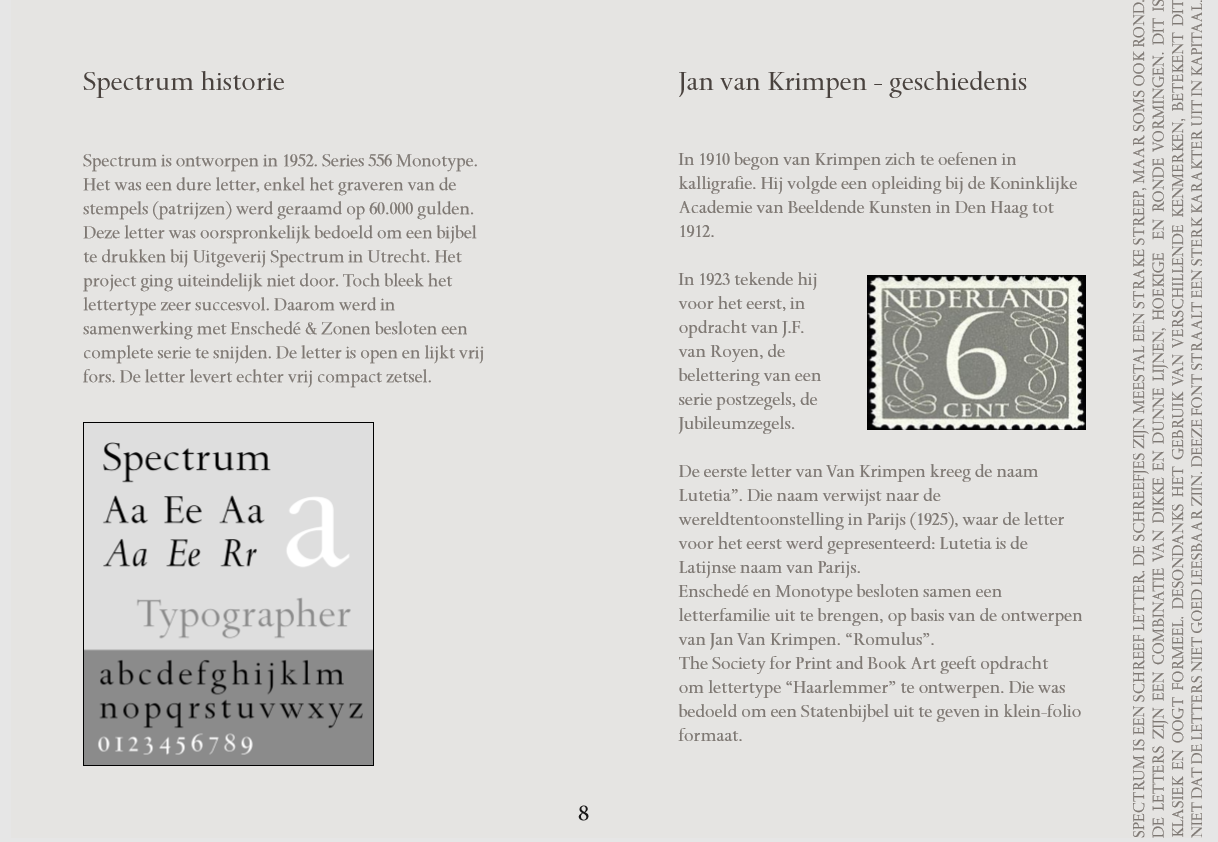 Spectrum historie
Spectrum is ontworpen in 1952. Series 556 Monotype.
Het was een dure letter, enkel het graveren van de
stempels (patrijzen) werd geraamd op 60.000 gulden.
Deze letter was oorspronkelijk bedoeld om een bijbel
te drukken bij Uitgeverij Spectrum in Utrecht. Het
project ging uiteindelijk niet door. Toch bleek het
lettertype zeer succesvol. Daarom werd in
samenwerking met Enschedé & Zonen besloten een
complete serie te snijden. De letter is open en lijkt vrij
fors. De letter levert echter vrij compact zetsel.
Spectrum
Aa Ee Aa
a
Aa Ee Rr
Typographer
abcdefghijklm
nopqrstuvwxyz
0123456789
Jan van Krimpen - geschiedenis
In 1910 begon van Krimpen zich te oefenen in
kalligrafie. Hij volgde een opleiding bij de Koninklijke
Academie van Beeldende Kunsten in Den Haag tot
1912.
In 1923 tekende hij
voor het eerst, in
opdracht van J.F.
van Royen, de
belettering van een
serie postzegels, de
Jubileumzegels.
NEDERLAND
6
CENT
De eerste letter van Van Krimpen kreeg de naam
Lutetia”. Die naam verwijst naar de
wereldtentoonstelling in Parijs (1925), waar de letter
voor het eerst werd gepresenteerd: Lutetia is de
Latijnse naam van Parijs.
Enschedé en Monotype besloten samen een
letterfamilie uit te brengen, op basis van de ontwerpen
van Jan Van Krimpen. “Romulus”.
The Society for Print and Book Art geeft opdracht
om lettertype “Haarlemmer” te ontwerpen. Die was
bedoeld om een Statenbijbel uit te geven in klein-folio
formaat.
8
SPECTRUM IS EEN SCHREEF LETTER. DE SCHREEFJES ZIJN MEESTAL EEN STRAKE STREEP, MAAR SOMS OOK ROND.
DE LETTERS ZIJN EEN COMBINATIE VAN DIKKE EN DUNNE LIJNEN, HOEKIGE EN RONDE VORMINGEN. DIT IS
KLASIEK EN OOGT FORMEEL. DESONDANKS HET GEBRUIK VAN VERSCHILLENDE KENMERKEN, BETEKENT DIT
NIET DAT DE LETTERS NIET GOED LEESBAAR ZIJN. DEEZE FONT STRAALT EEN STERK KARAKTER UIT IN KAPITAAL.